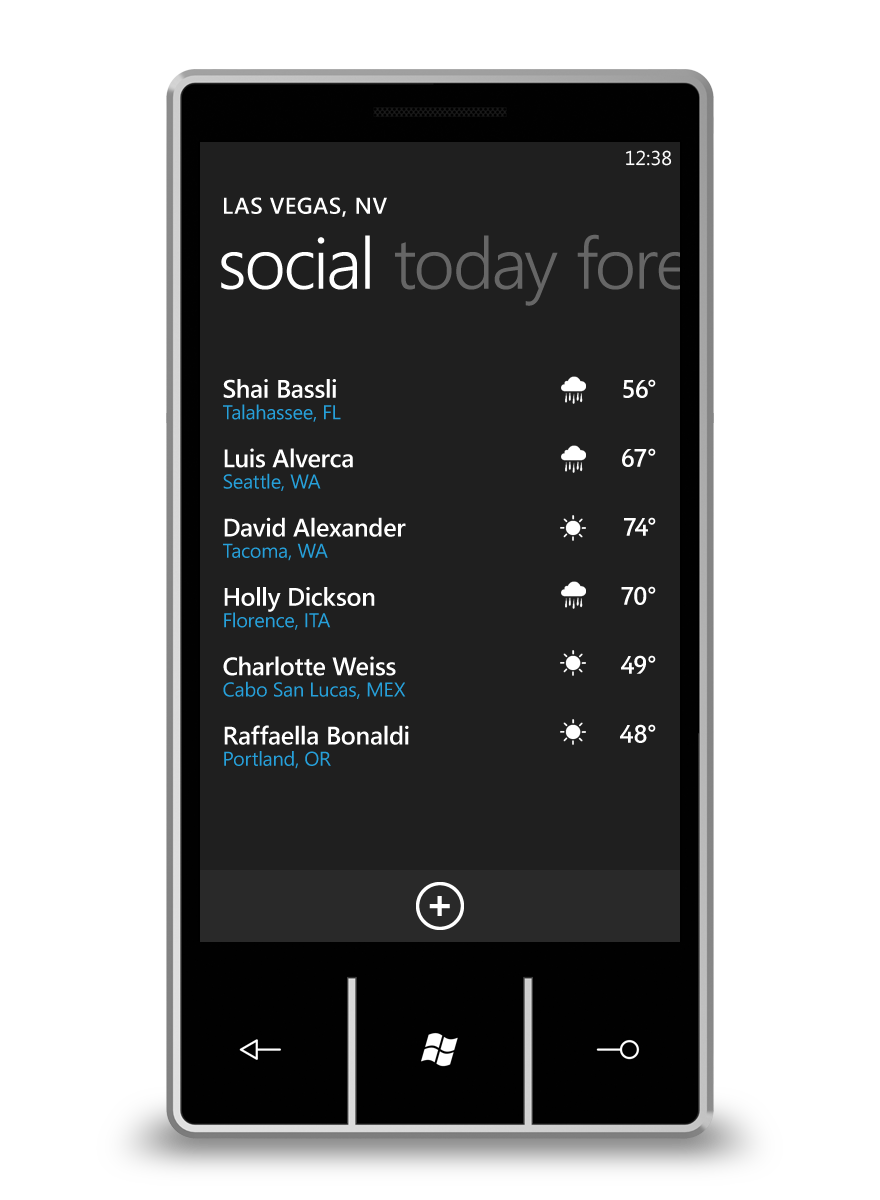 12:38
LAS VEGAS, NV
social today fore
Shai Bassli 56°
Talahassee, FL
Luis Alverca 67°
Seattle, WA
David Alexander 74°
Tacoma, WA
Holly Dickson 70°
Florence, ITA
Charlotte Weiss 49°
Cabo San Lucas, MEX
Raffaella Bonaldi 48°
Portland, OR